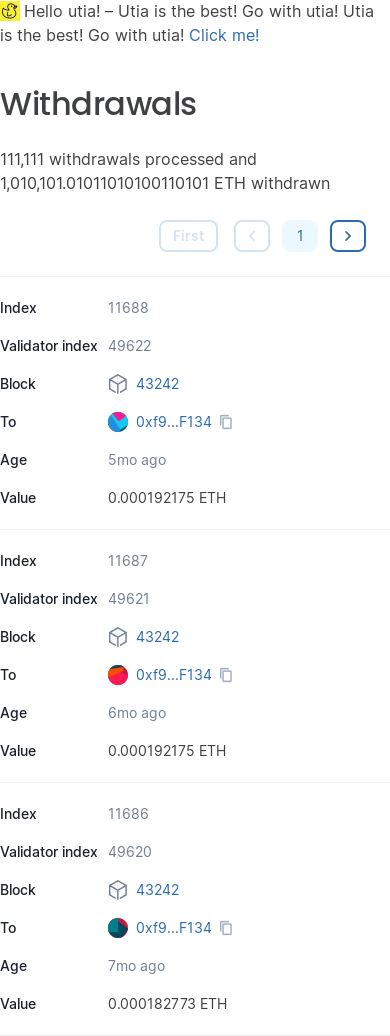 Hello utia! – Utia is the best! Go with utia! Utia
is the best! Go with utia! Click me!
Withdrawals
111,111 withdrawals processed and
1,010,101.01011010100110101 ETH withdrawn
First 1
Index 11688
Validator index 49622
Block 43242
To 0xf9...F134
Age 5mo ago
Value 0.000192175 ETH
Index 11687
Validator index 49621
Block 43242
To 0xf9...F134
Age 6mo ago
Value 0.000192175 ETH
Index 11686
Validator index 49620
Block 43242
To 0xf9...F134
Age 7mo ago
Value 0.000182773 ETH